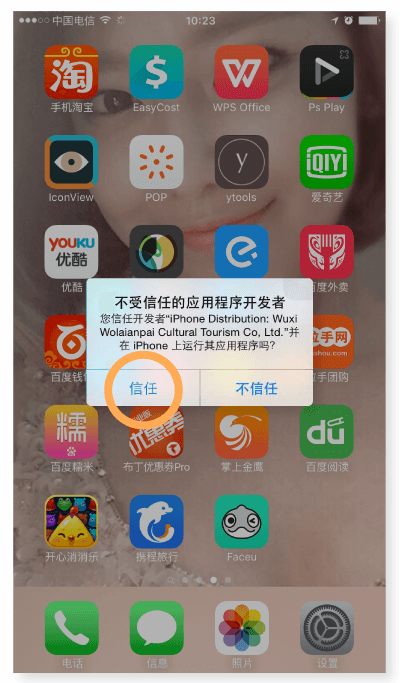 中国电信 10:23
淘
手机淘宝 EasyCost WPS Office Ps Play
iQIYI
IconView POP ytools 爱奇艺
YOUKU
优酷
优酷 百度外卖
不受信任的应用程序开发者
您信任开发者“iPhone Distribution: Wuxi
Wolaianpai Cultural Tourism Co, Ltd.”并
在 iPhone 上运行其应用程序吗?
信任 不信任
拉手网
百 shou.com
百度钱 拉手团购
糯 优惠券 du
百度糯米 布丁优惠券Pro 掌上金鹰 百度阅读
开心消消乐 携程旅行 Faceu
电话 信息 照片 设置